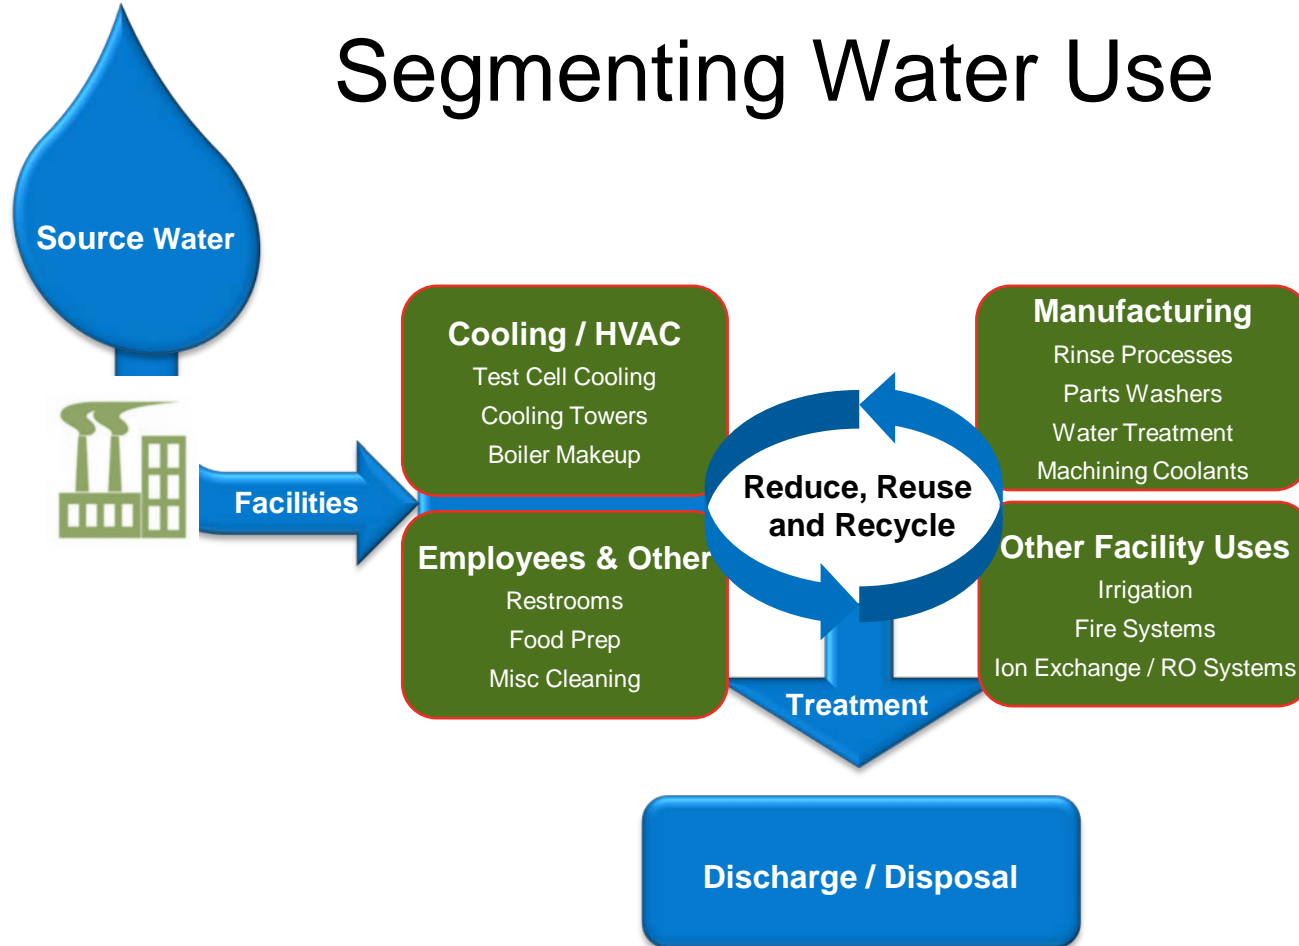 Segmenting Water Use
Source Water
Facilities
Cooling / HVAC
Test Cell Cooling
Cooling Towers
Boiler Makeup
Employees & Other
Restrooms
Food Prep
Misc Cleaning
Reduce, Reuse
and Recycle
Manufacturing
Rinse Processes
Parts Washers
Water Treatment
Machining Coolants
Other Facility Uses
Irrigation
Fire Systems
Ion Exchange / RO Systems
Treatment
Discharge / Disposal